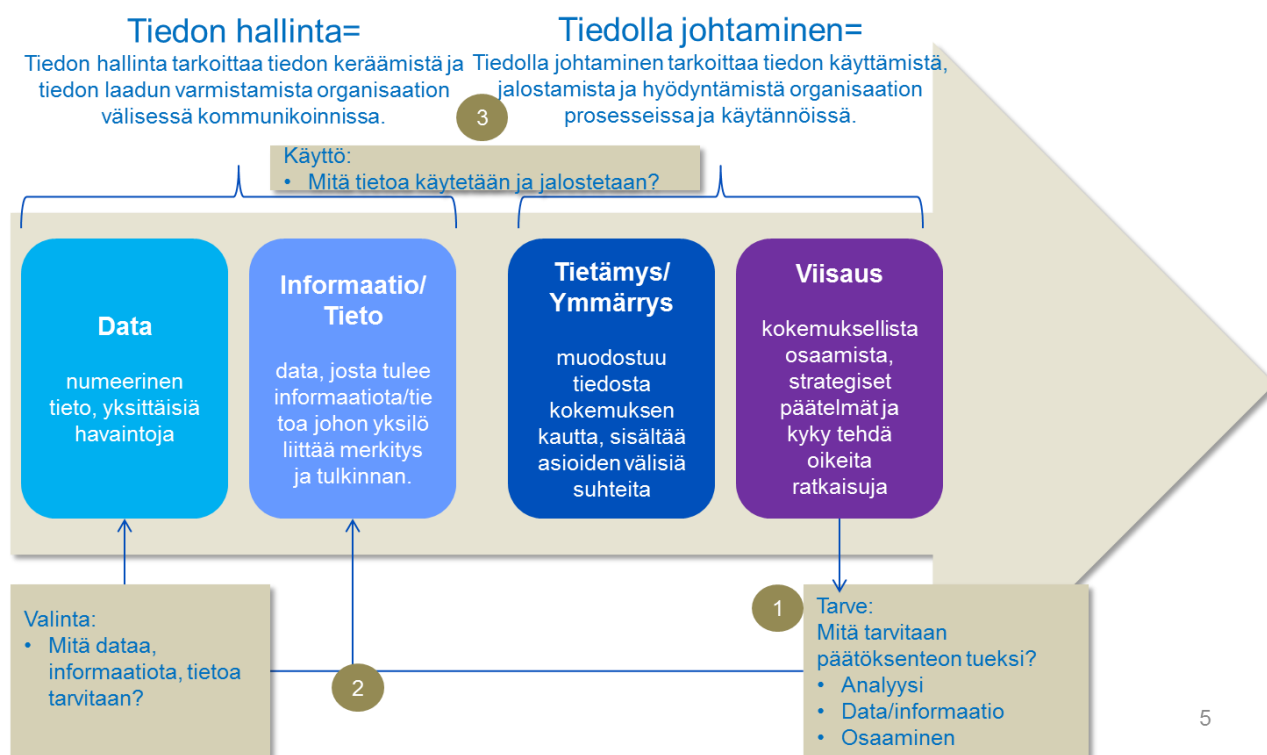 Tiedon hallinta=
Tiedon hallinta tarkoittaa tiedon keräämistä ja
tiedon laadun varmistamista organisaation
välisessä kommunikoinnissa.
Tiedolla johtaminen=
Tiedolla johtaminen tarkoittaa tiedon käyttämistä,
jalostamista ja hyödyntämistä organisaation
prosesseissa ja käytännöissä.
3
Käyttö:
• Mitä tietoa käytetään ja jalostetaan?
Data
numeerinen
tieto, yksittäisiä
havaintoja
Informaatio/
Tieto
data, josta tulee
informaatiota/tie
toa johon yksilö
liittää merkitys
ja tulkinnan.
Tietämys/
Ymmärrys
muodostuu
tiedosta
kokemuksen
kautta, sisältää
asioiden välisiä
suhteita
Viisaus
kokemuksellista
osaamista,
strategiset
päätelmät ja
kyky tehdä
oikeita
ratkaisuja
Valinta:
• Mitä dataa,
informaatiota, tietoa
tarvitaan?
2
1
Tarve:
Mitä tarvitaan
päätöksenteon tueksi?
• Analyysi
• Data/informaatio
• Osaaminen
5